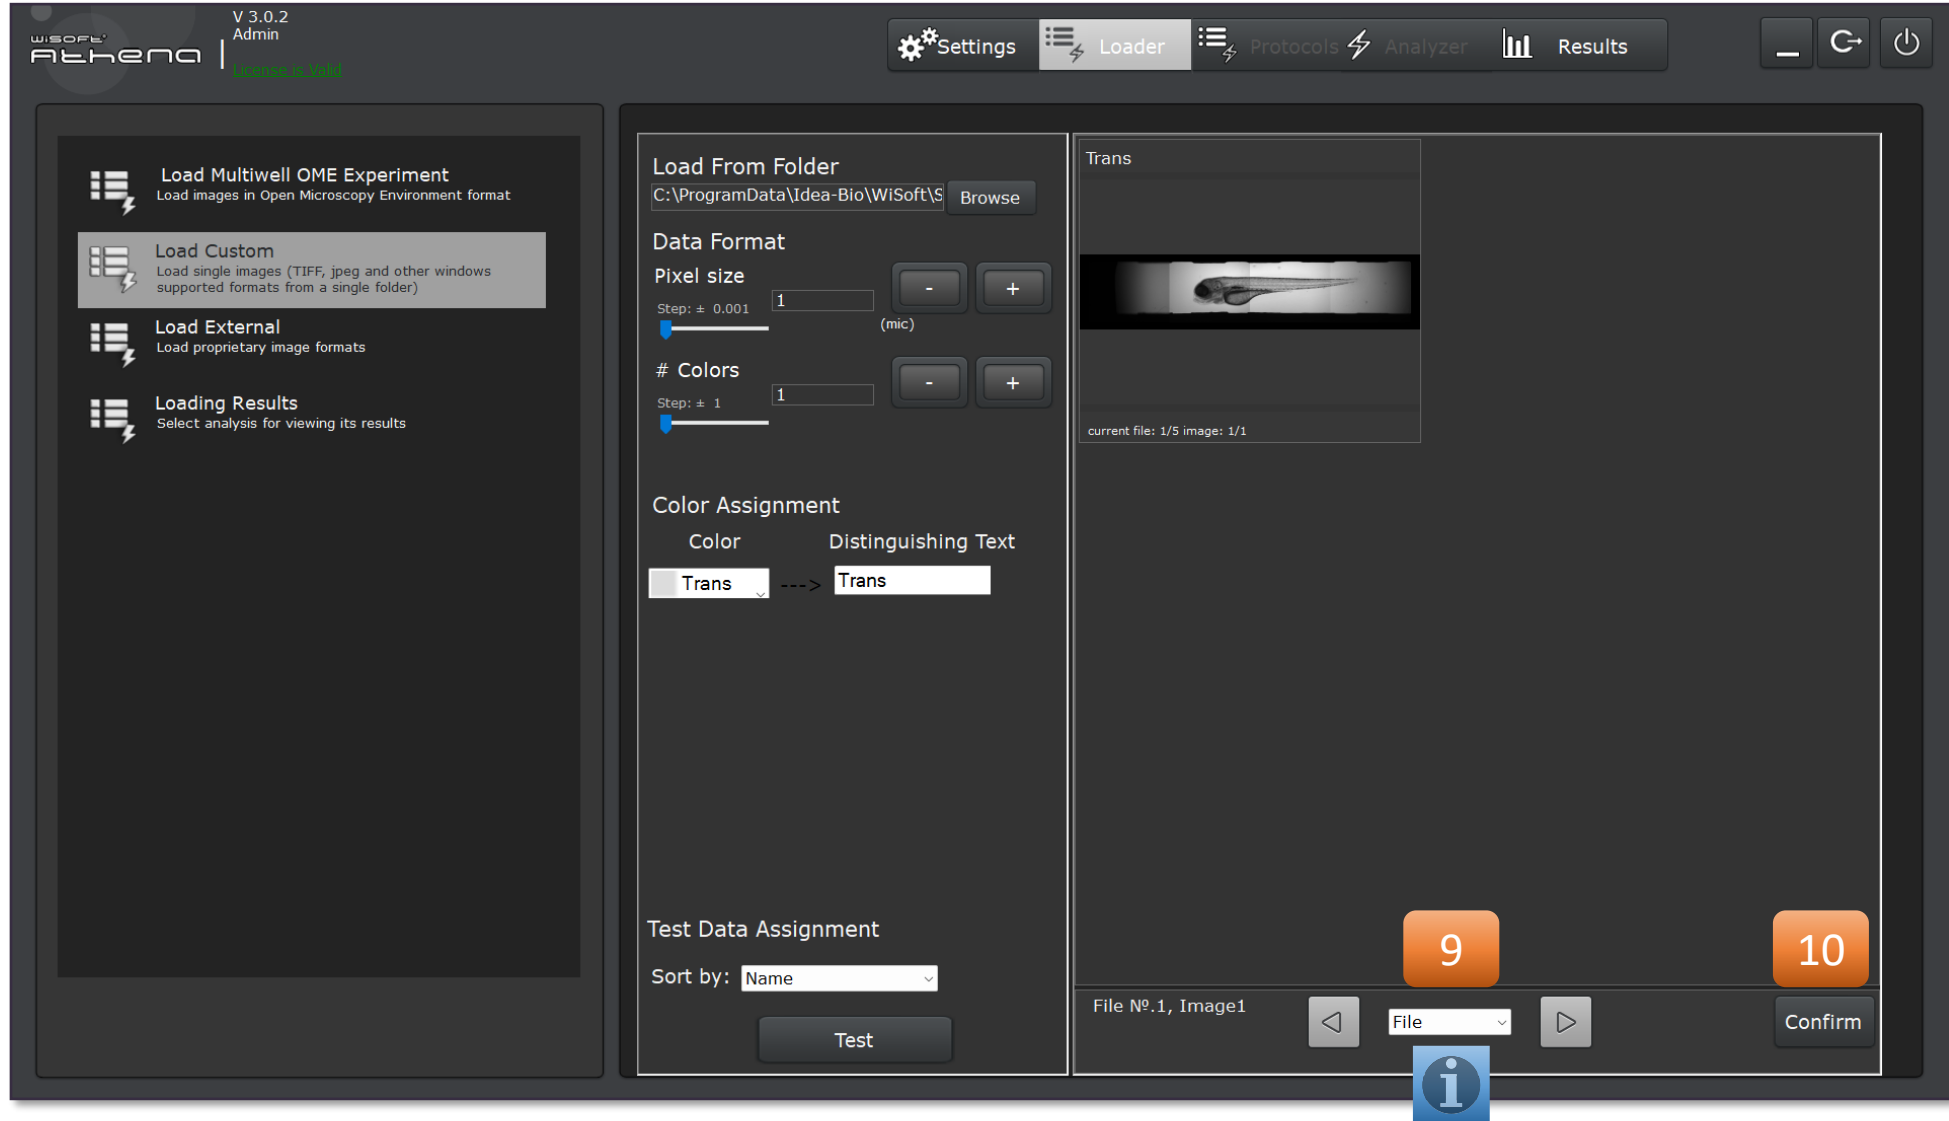 WiSOFT®
Athena
V 3.0.2
Admin
License is Valid
Settings
Loader
Protocols
Analyzer
Results
Load Multiwell OME Experiment
Load images in Open Microscopy Environment format
Load Custom
Load single images (TIFF, jpeg and other windows
supported formats from a single folder)
Load External
Load proprietary image formats
Loading Results
Select analysis for viewing its results
Load From Folder
C:\ProgramData\Idea-Bio\WiSoft\S
Browse
Data Format
Pixel size
Step: ± 0.001
1
-
+
(mic)
# Colors
Step: ± 1
1
-
+
Color Assignment
Color Distinguishing Text
Trans ---> Trans
Test Data Assignment
Sort by: Name
Test
Trans
current file: 1/5 image: 1/1
9
10
File №.1, Image1
File
Confirm
i